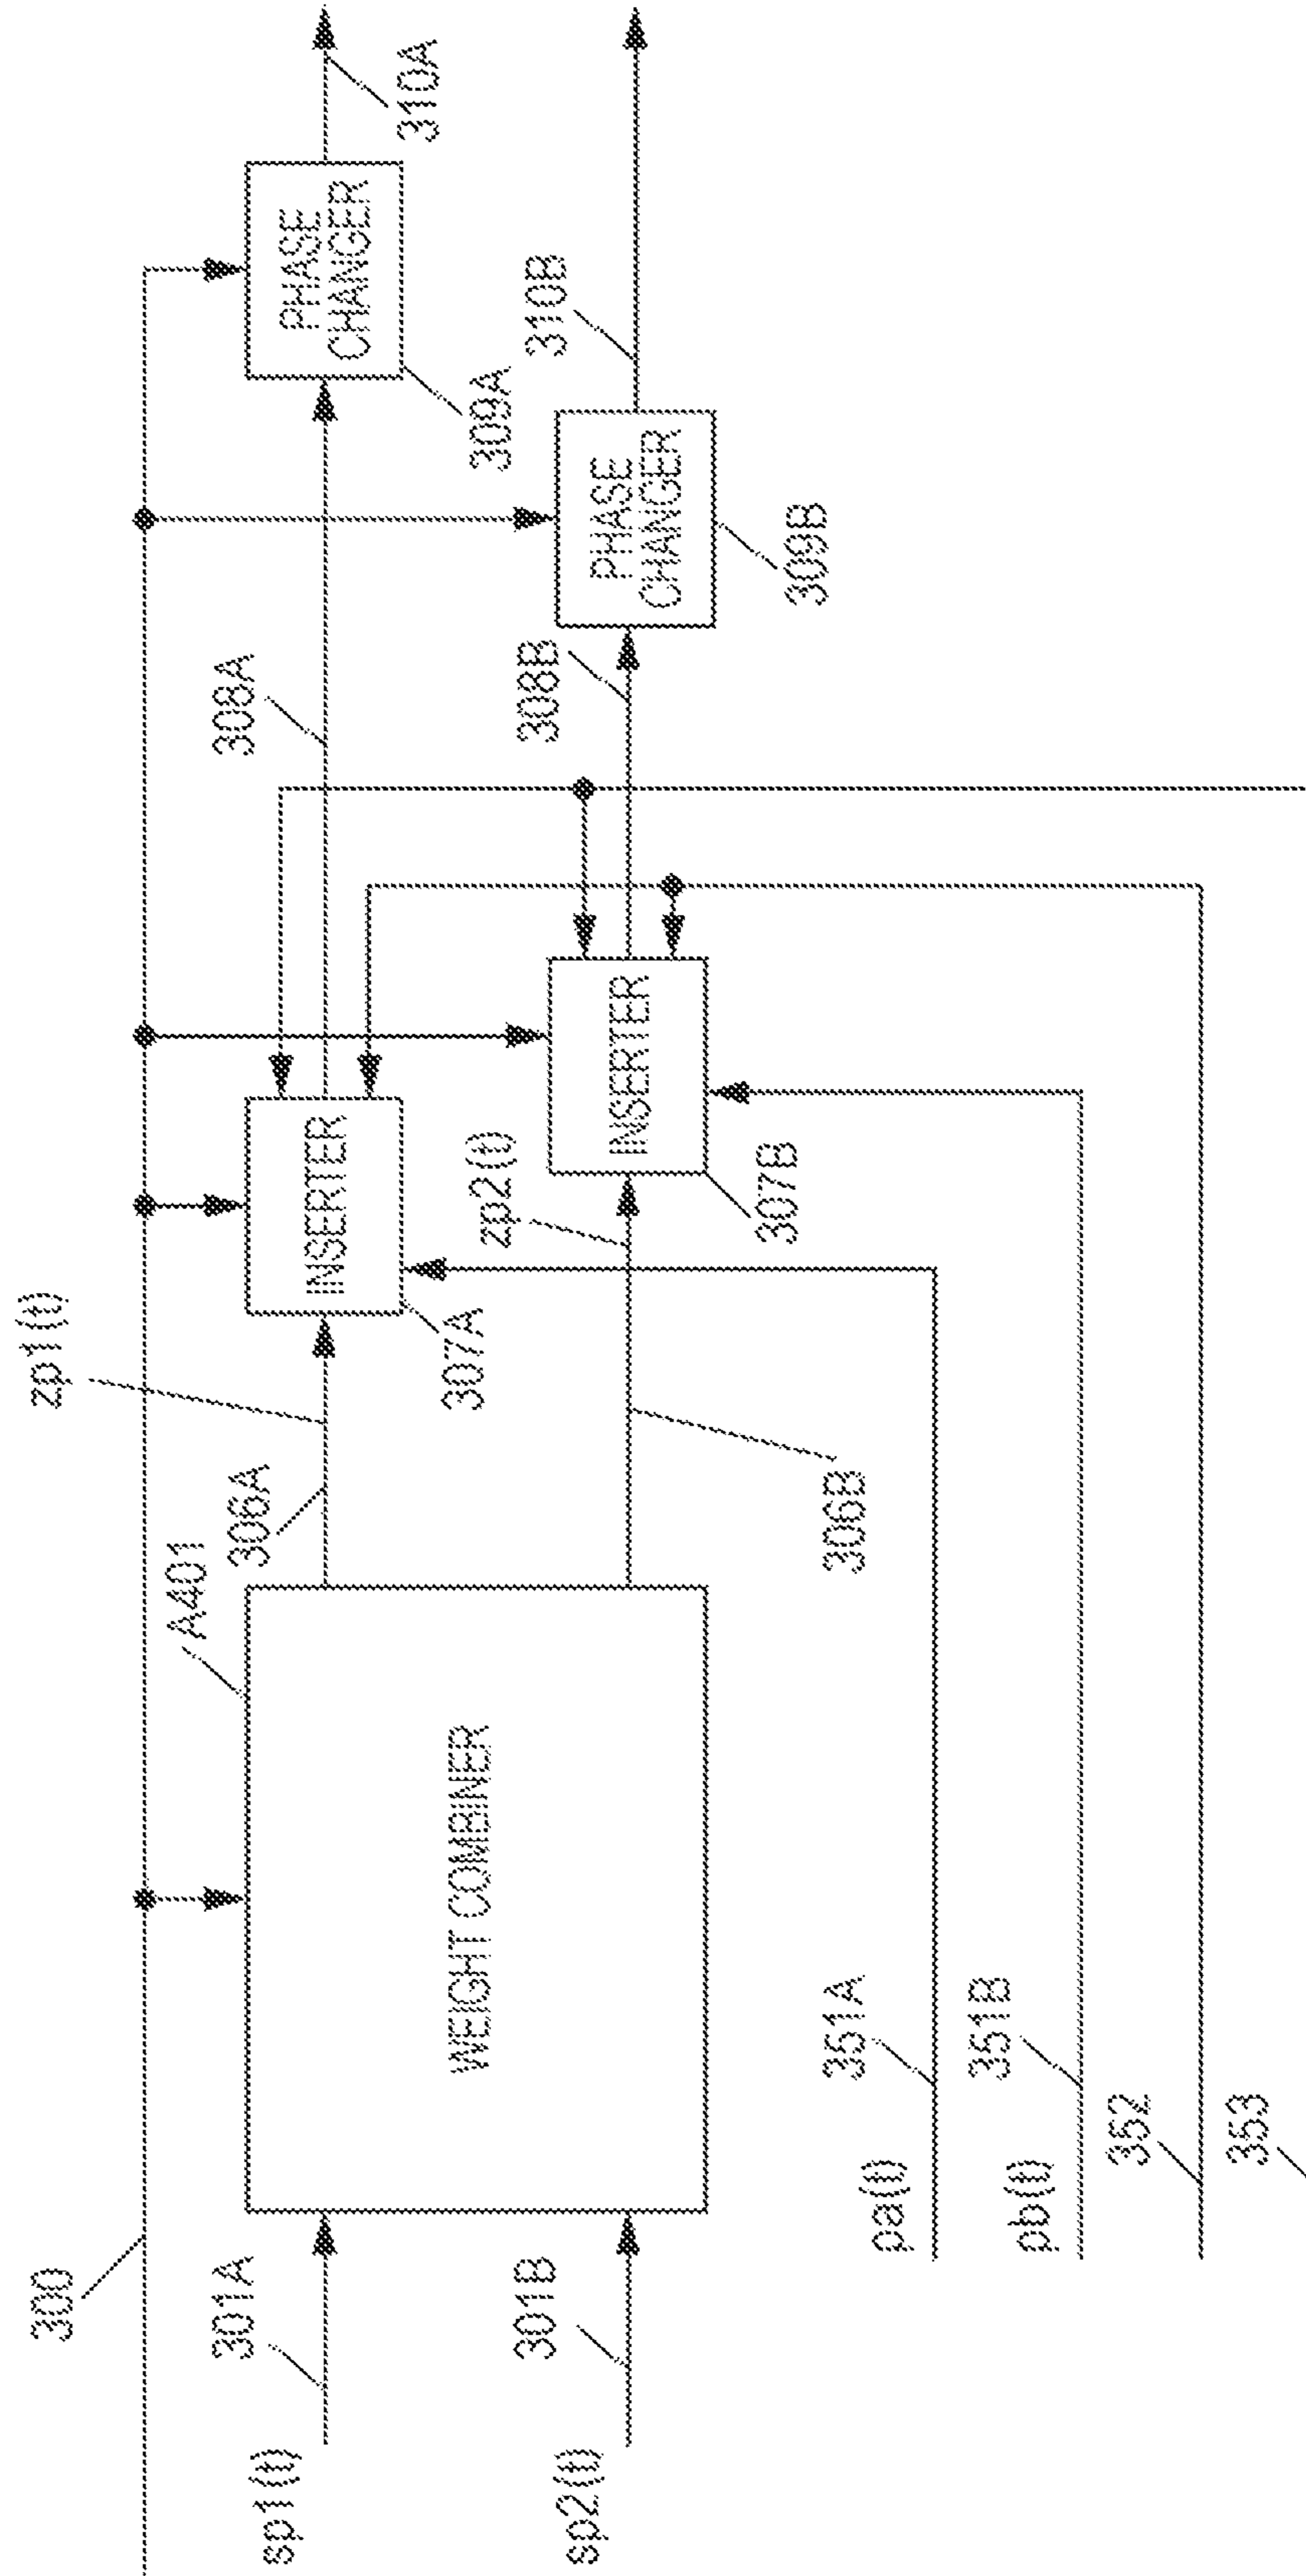 300
sp1(t)
301A
sp2(t)
301B
A401
WEIGHT COMBINER
306A
zp1(t)
306B
zp2(t)
INSERTER
307A
INSERTER
307B
308A
308B
PHASE
CHANGER
309A
PHASE
CHANGER
309B
310A
310B
pa(t)
351A
pb(t)
351B
352
353